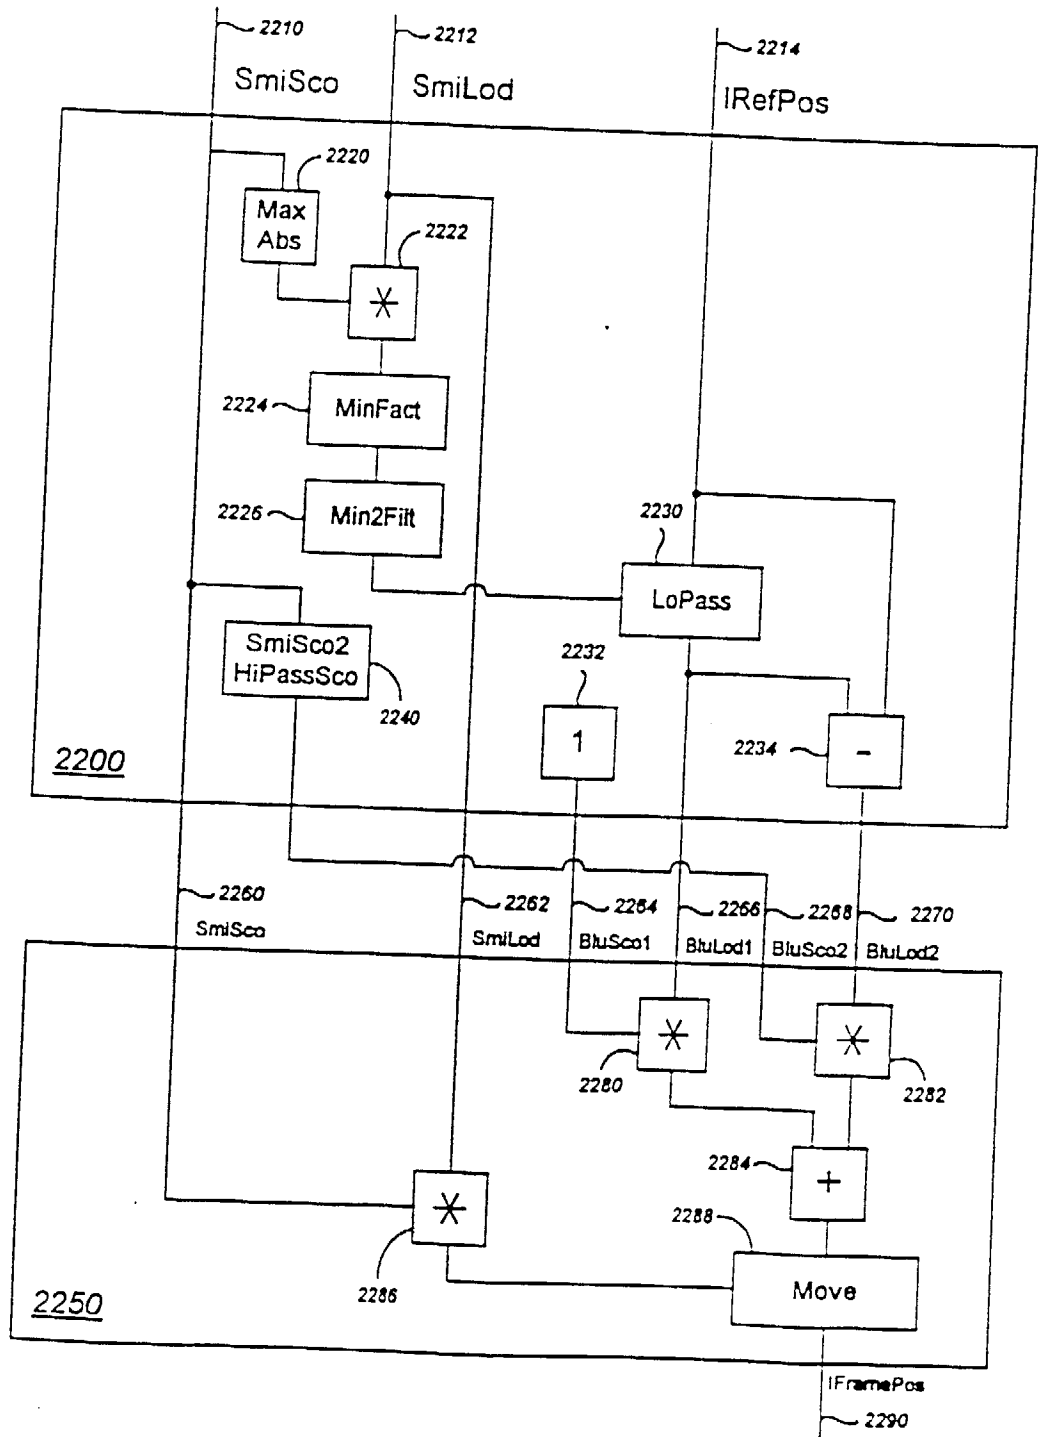 2210
2212
2214
SmiSco
SmiLod
IRefPos
2220
Max
Abs
2222
*
2224
MinFact
2226
Min2Filt
2230
LoPass
SmiSco2
HiPassSco
2240
2232
1
2234
-
2200
2260
SmiSco
2262
SmiLod
2264
BluSco1
2266
BluLod1
2268
BluSco2
2270
BluLod2
*
2280
*
2282
2284
+
*
2286
2288
Move
2250
IFramePos
2290